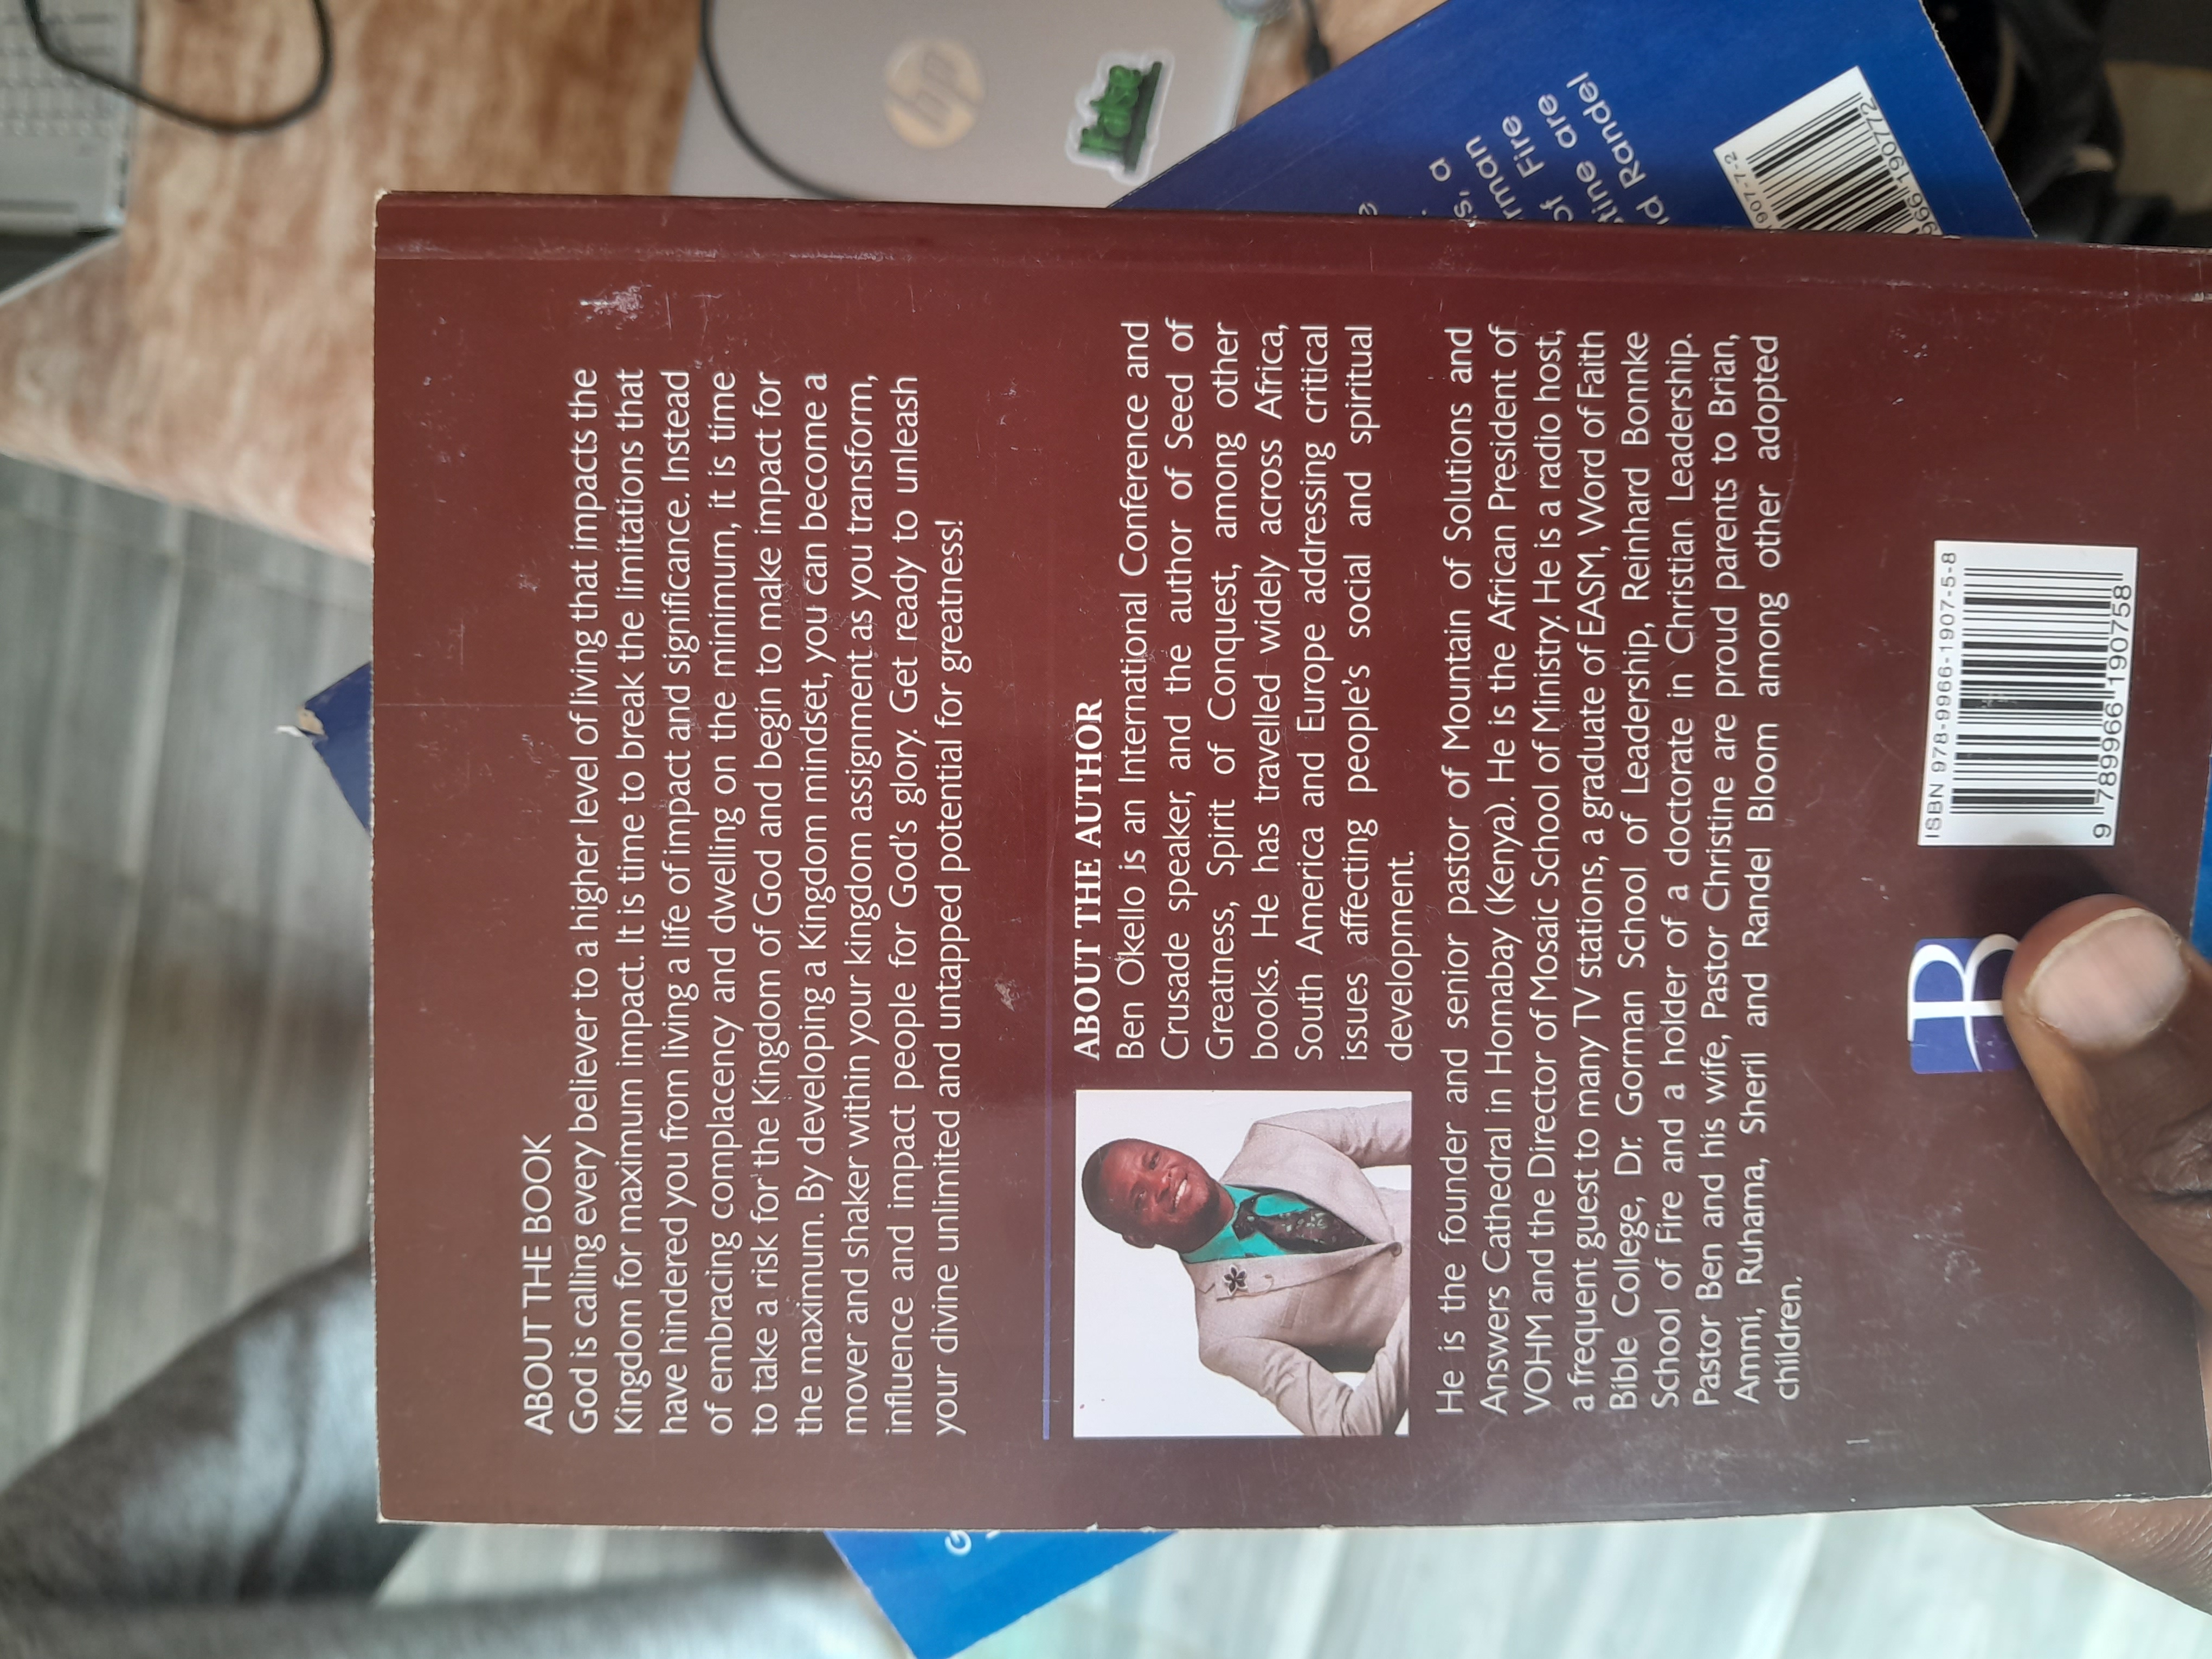 ABOUT THE BOOK
God is calling every believer to a higher level of living that impacts the
Kingdom for maximum impact. It is time to break the limitations that
have hindered you from living a life of impact and significance. Instead
of embracing complacency and dwelling on the minimum, it is time
to take a risk for the Kingdom of God and begin to make impact for
the maximum. By developing a Kingdom mindset, you can become a
mover and shaker within your kingdom assignment as you transform,
influence and impact people for God's glory. Get ready to unleash
your divine unlimited and untapped potential for greatness!
ABOUT THE AUTHOR
Ben Okello is an International Conference and
Crusade speaker, and the author of Seed of
Greatness, Spirit of Conquest, among other
books. He has travelled widely across Africa,
South America and Europe addressing critical
issues affecting people's social and spiritual
development.
He is the founder and senior pastor of Mountain of Solutions and
Answers Cathedral in Homabay (Kenya). He is the African President of
VOHM and the Director of Mosaic School of Ministry. He is a radio host,
a frequent guest to many TV stations, a graduate of EASM, Word of Faith
Bible College, Dr. Gorman School of Leadership, Reinhard Bonnke
School of Fire and a holder of a doctorate in Christian Leadership.
Pastor Ben and his wife, Pastor Christine are proud parents to Brian,
Ammi, Ruhama, Sheril and Randel Bloom among other adopted
children.
B
ISBN 978-9966-1907-5-8
9 789966 190758
hp
False
G
s, a
rman
of Fire
stine are
d Randel
907-7-2
966 190772